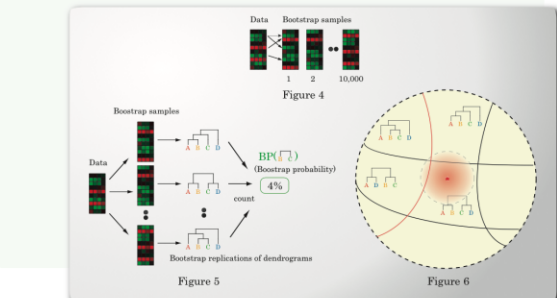 Data Bootstrap samples
1 2 10,000
Figure 4
Boostrap samples
Data
A B C D
BP( B C )
(Boostrap probability)
A B C D
4%
count
A B C D
Bootstrap replications of dendrograms
Figure 5
A B C D
A B C D
A D B C
A B C D
Figure 6